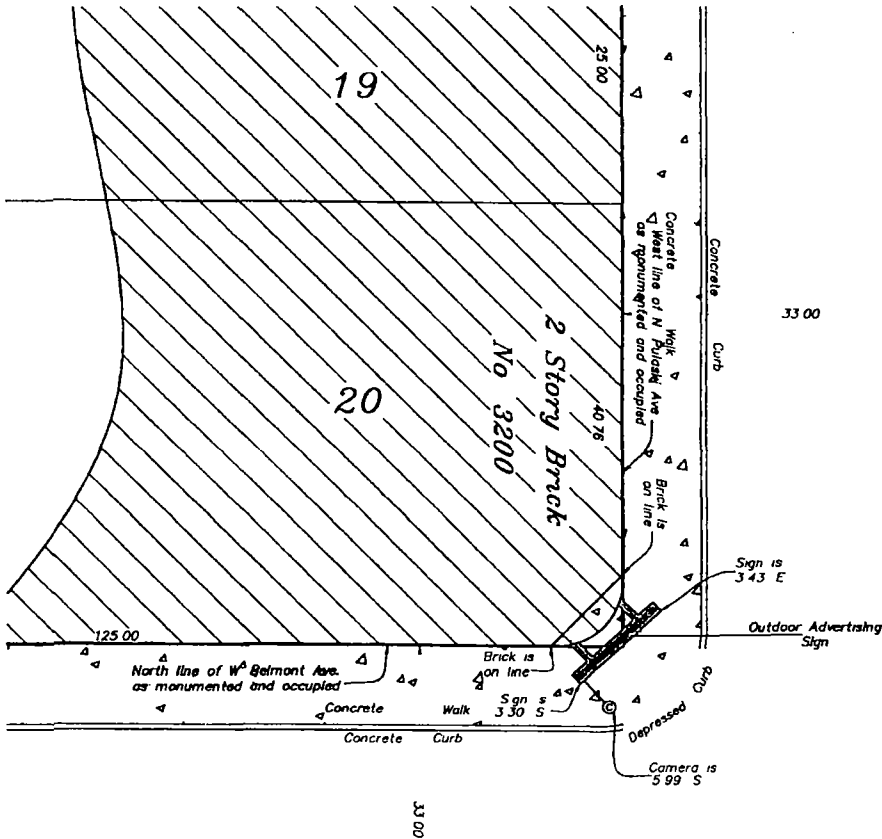 19
25 00
Concrete Walk
West line of N Pulaski Ave
as monumented and occupied
Concrete Curb
33 00
20
2 Story Brick
No 3200
40 76
Brick is
on line
Sign is
3 43 E
Outdoor Advertising
Sign
125 00
North line of W Belmont Ave.
as monumented and occupied
Brick is
on line
Concrete Walk
S gn s
3 30 S
Concrete Curb
©
Depressed Curb
Camera is
5 99 S
33 00